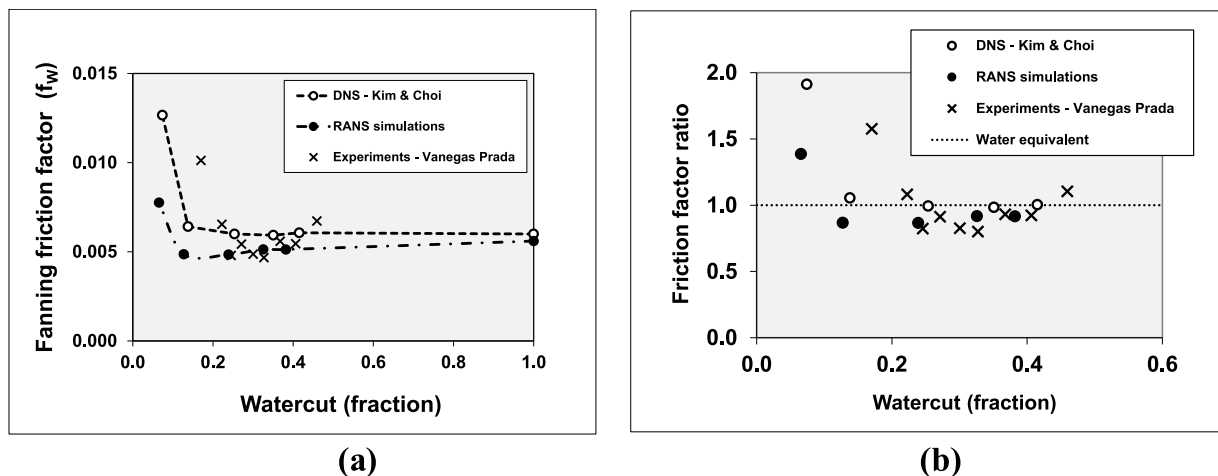 Fanning friction factor (fw)
0.015
0.010
0.005
0.000
DNS - Kim & Choi
RANS simulations
Experiments - Vanegas Prada
0.0 0.2 0.4 0.6 0.8 1.0
Watercut (fraction)
(a)
Friction factor ratio
2.0
1.5
1.0
0.5
0.0
DNS - Kim & Choi
RANS simulations
Experiments - Vanegas Prada
Water equivalent
0.0 0.2 0.4 0.6
Watercut (fraction)
(b)